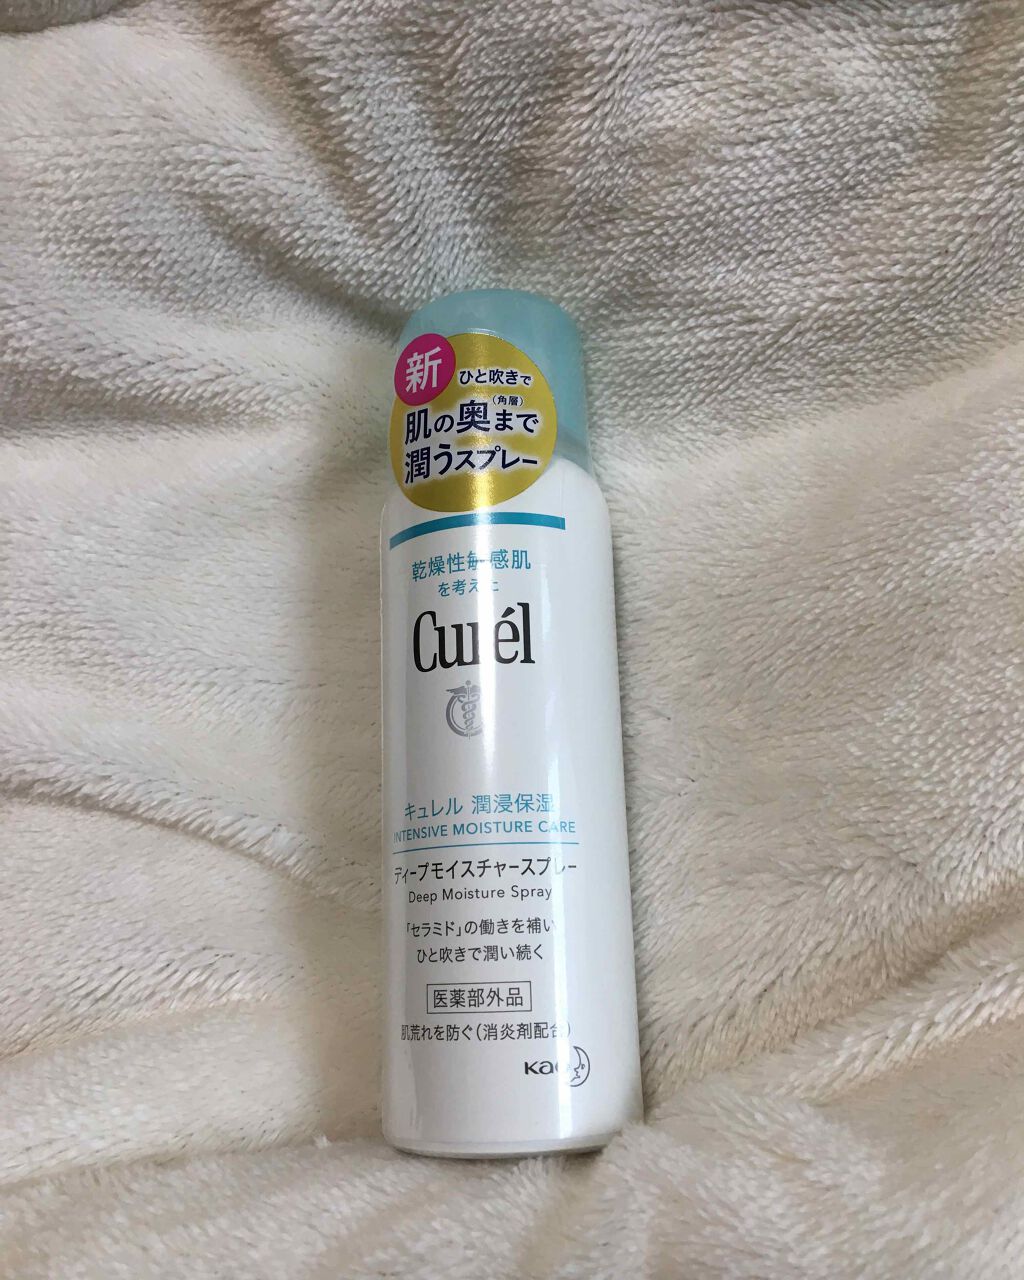 新
ひと吹きで
(角層)
肌の奥まで
潤うスプレー
乾燥性敏感肌
を考えた
Curél
キュレル 潤浸保湿
INTENSIVE MOISTURE CARE
ディープモイスチャースプレー
Deep Moisture Spray
「セラミド」の働きを補い
ひと吹きで潤い続く
医薬部外品
肌荒れを防ぐ(消炎剤配合)
Kao